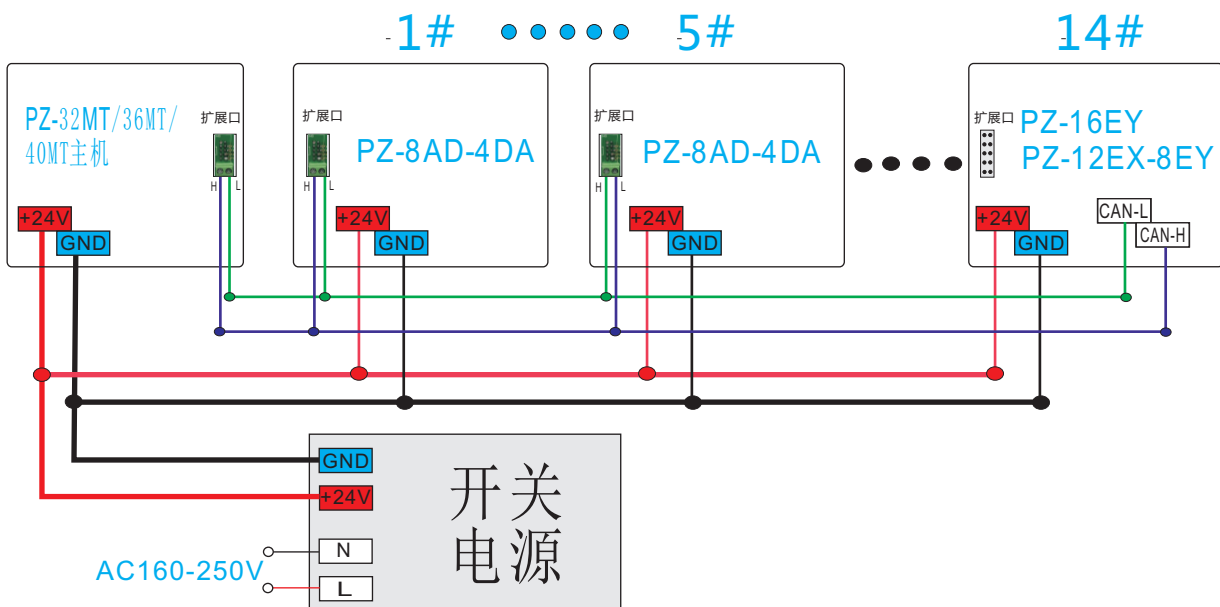 1#
5#
14#
PZ-32MT/36MT/
40MT主机
扩展口
H L
+24V
GND
扩展口
PZ-8AD-4DA
H L
+24V
GND
扩展口
PZ-8AD-4DA
H L
+24V
GND
扩展口
PZ-16EY
PZ-12EX-8EY
+24V
GND
CAN-L
CAN-H
GND
+24V
N
L
开关
电源
AC160-250V